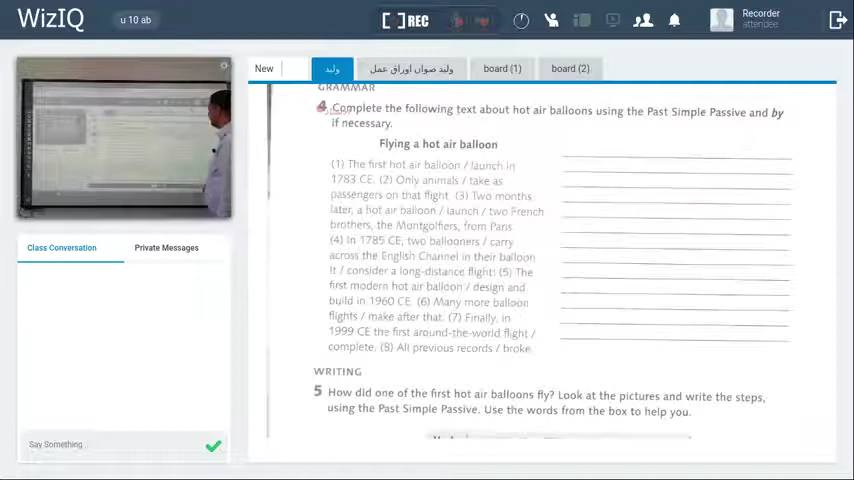 WizIQ
u 10 ab
REC
Recorder
attendee
New
وليد
وليد صوان اوراق عمل
board (1)
board (2)
GRAMMAR
4 Complete the following text about hot air balloons using the Past Simple Passive and by
if necessary.
Flying a hot air balloon
(1) The first hot air balloon / launch in
1783 CE. (2) Only animals / take as
passengers on that flight. (3) Two months
later, a hot air balloon / launch / two French
brothers, the Montgolfiers, from Paris.
(4) In 1785 CE, two ballooners / carry
across the English Channel in their balloon.
It / consider a long-distance flight! (5) The
first modern hot air balloon / design and
build in 1960 CE. (6) Many more balloon
flights / make after that. (7) Finally, in
1999 CE the first around-the-world flight /
complete. (8) All previous records / broke.
WRITING
5 How did one of the first hot air balloons fly? Look at the pictures and write the steps,
using the Past Simple Passive. Use the words from the box to help you.
Class Conversation
Private Messages
Say Something